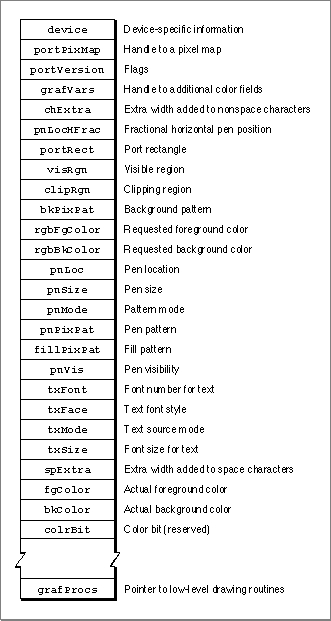 device Device-specific information
portPixMap Handle to a pixel map
portVersion Flags
grafVars Handle to additional color fields
chExtra Extra width added to nonspace characters
pnLocHFrac Fractional horizontal pen position
portRect Port rectangle
visRgn Visible region
clipRgn Clipping region
bkPixPat Background pattern
rgbFgColor Requested foreground color
rgbBkColor Requested background color
pnLoc Pen location
pnSize Pen size
pnMode Pattern mode
pnPixPat Pen pattern
fillPixPat Fill pattern
pnVis Pen visibility
txFont Font number for text
txFace Text font style
txMode Text source mode
txSize Font size for text
spExtra Extra width added to space characters
fgColor Actual foreground color
bkColor Actual background color
colrBit Color bit (reserved)
grafProcs Pointer to low-level drawing routines